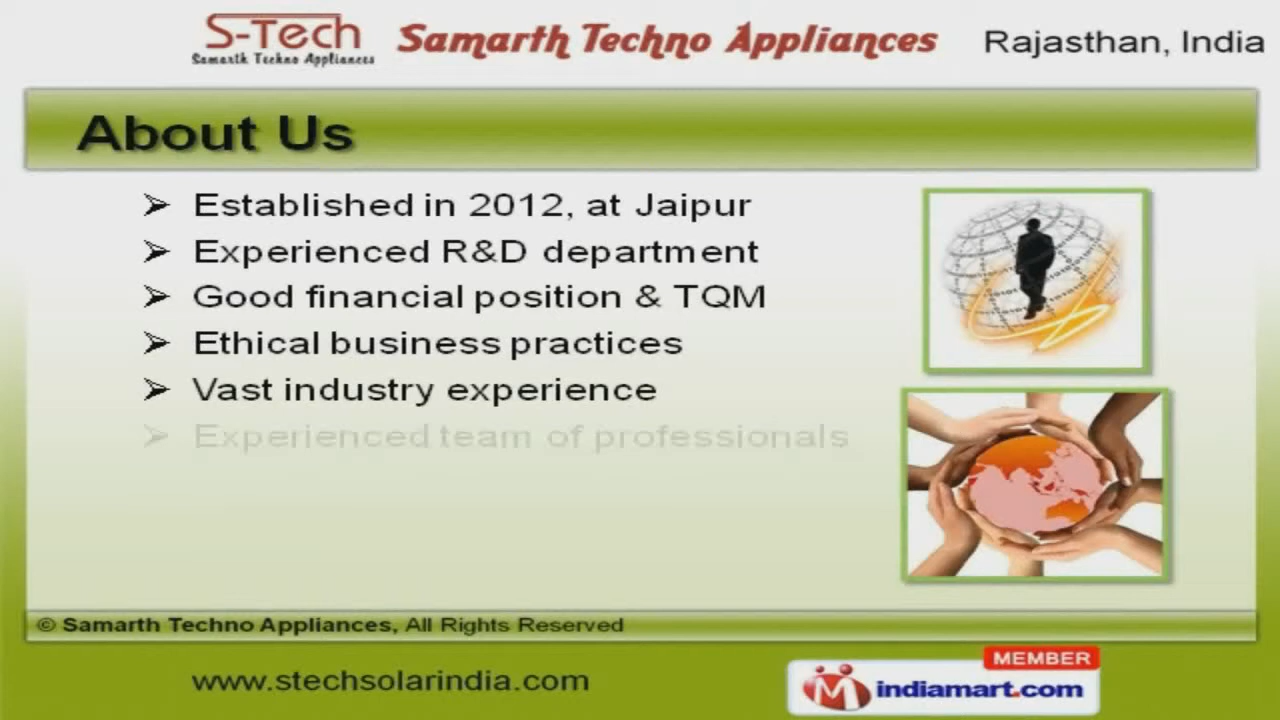 S-Tech
Samarth Techno Appliances
Samarth Techno Appliances
Rajasthan, India
About Us
Established in 2012, at Jaipur
Experienced R&D department
Good financial position & TQM
Ethical business practices
Vast industry experience
Experienced team of professionals
© Samarth Techno Appliances, All Rights Reserved
www.stechsolarindia.com
MEMBER
indiamart.com